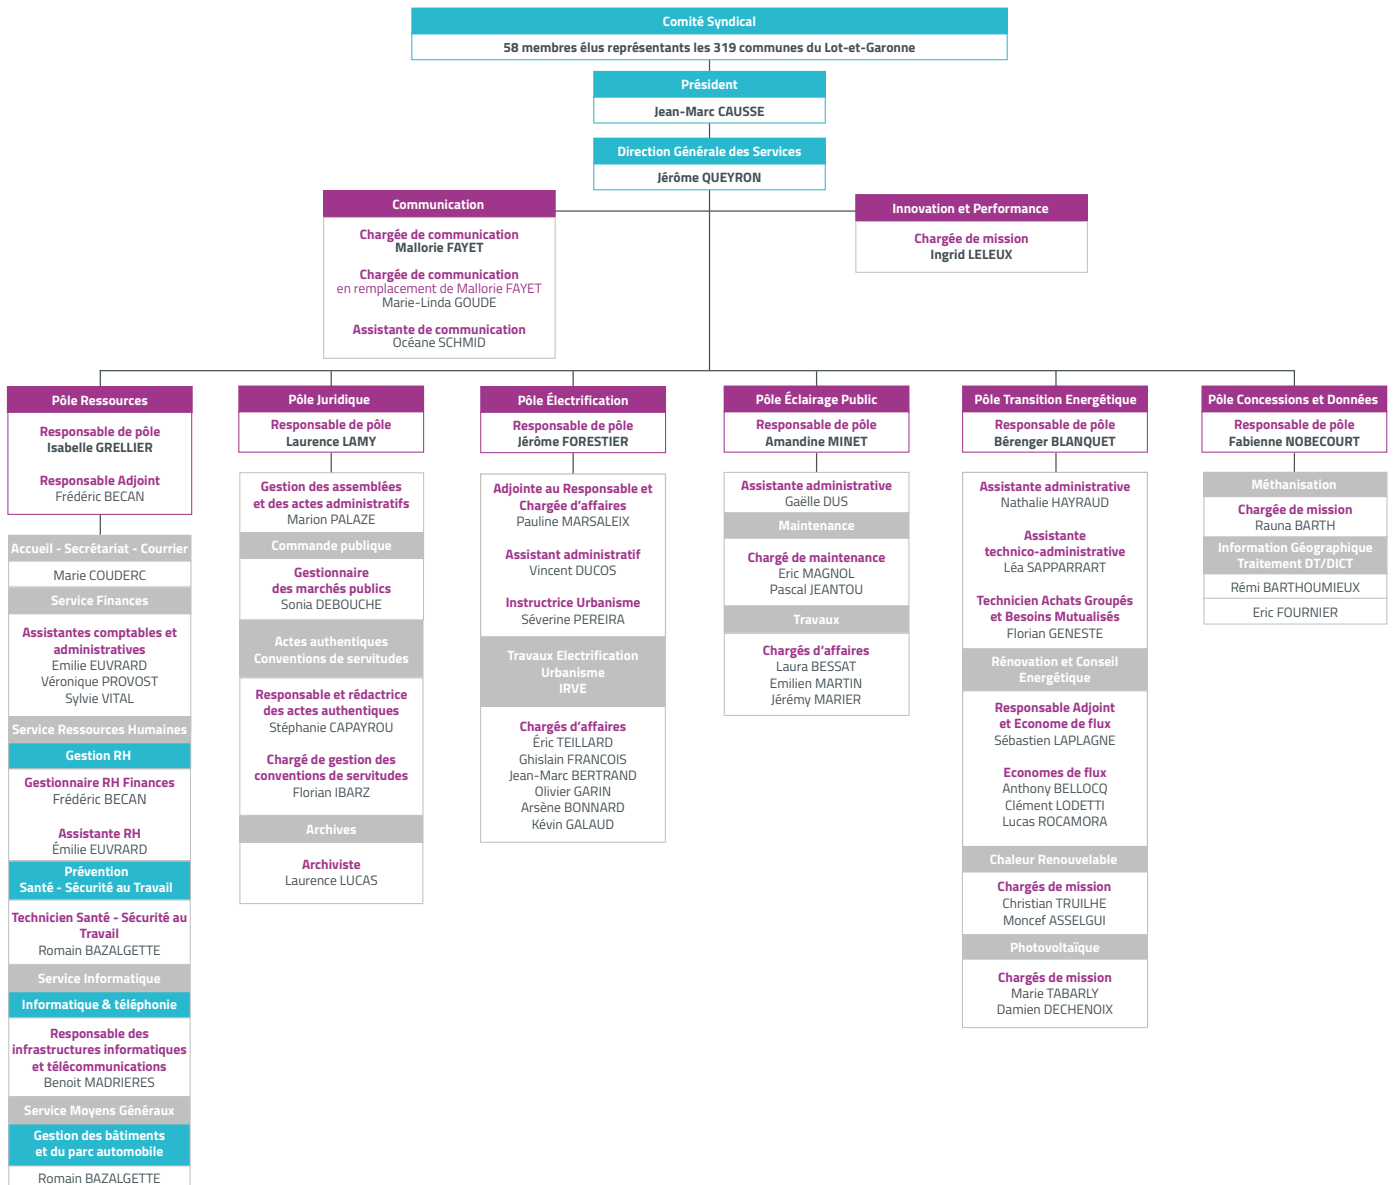 Comité Syndical
58 membres élus représentants les 319 communes du Lot-et-Garonne
Président
Jean-Marc CAUSSE
Direction Générale des Services
Jérôme QUEYRON
Communication
Chargée de communication
Mallorie FAYET
Chargée de communication
en remplacement de Mallorie FAYET
Marie-Linda GOUDE
Assistante de communication
Océane SCHMID
Innovation et Performance
Chargée de mission
Ingrid LELEUX
Pôle Ressources
Responsable de pôle
Isabelle GRELLIER
Responsable Adjoint
Frédéric BECAN
Accueil - Secrétariat - Courrier
Marie COUDERC
Service Finances
Assistantes comptables et
administratives
Emilie EUVRARD
Véronique PROVOST
Sylvie VITAL
Service Ressources Humaines
Gestion RH
Gestionnaire RH Finances
Frédéric BECAN
Assistante RH
Émilie EUVRARD
Prévention
Santé - Sécurité au Travail
Technicien Santé - Sécurité au
Travail
Romain BAZALGETTE
Service Informatique
Informatique & téléphonie
Responsable des
infrastructures informatiques
et télécommunications
Benoit MADRIERES
Service Moyens Généraux
Gestion des bâtiments
et du parc automobile
Romain BAZALGETTE
Pôle Juridique
Responsable de pôle
Laurence LAMY
Gestion des assemblées
et des actes administratifs
Marion PALAZE
Commande publique
Gestionnaire
des marchés publics
Sonia DEBOUCHE
Actes authentiques
Conventions de servitudes
Responsable et rédactrice
des actes authentiques
Stéphanie CAPAYROU
Chargé de gestion des
conventions de servitudes
Florian IBARZ
Archives
Archiviste
Laurence LUCAS
Pôle Électrification
Responsable de pôle
Jérôme FORESTIER
Adjointe au Responsable et
Chargée d'affaires
Pauline MARSALEIX
Assistant administratif
Vincent DUCOS
Instructrice Urbanisme
Séverine PEREIRA
Travaux Electrification
Urbanisme
IRVE
Chargés d'affaires
Éric TEILLARD
Ghislain FRANCOIS
Jean-Marc BERTRAND
Olivier GARIN
Arsène BONNARD
Kévin GALAUD
Pôle Éclairage Public
Responsable de pôle
Amandine MINET
Assistante administrative
Gaëlle DUS
Maintenance
Chargé de maintenance
Eric MAGNOL
Pascal JEANTOU
Travaux
Chargés d'affaires
Laura BESSAT
Emilien MARTIN
Jérémy MARIER
Pôle Transition Energétique
Responsable de pôle
Bérenger BLANQUET
Assistante administrative
Nathalie HAYRAUD
Assistante
technico-administrative
Léa SAPPARRART
Technicien Achats Groupés
et Besoins Mutualisés
Florian GENESTE
Rénovation et Conseil
Energétique
Responsable Adjoint
et Econome de flux
Sébastien LAPLAGNE
Economes de flux
Anthony BELLOCQ
Clément LODETTI
Lucas ROCAMORA
Chaleur Renouvelable
Chargés de mission
Christian TRUILHE
Moncef ASSELGUI
Photovoltaïque
Chargés de mission
Marie TABARLY
Damien DECHENOIX
Pôle Concessions et Données
Responsable de pôle
Fabienne NOBECOURT
Méthanisation
Chargée de mission
Rauna BARTH
Information Géographique
Traitement DT/DICT
Rémi BARTHOUMIEUX
Eric FOURNIER